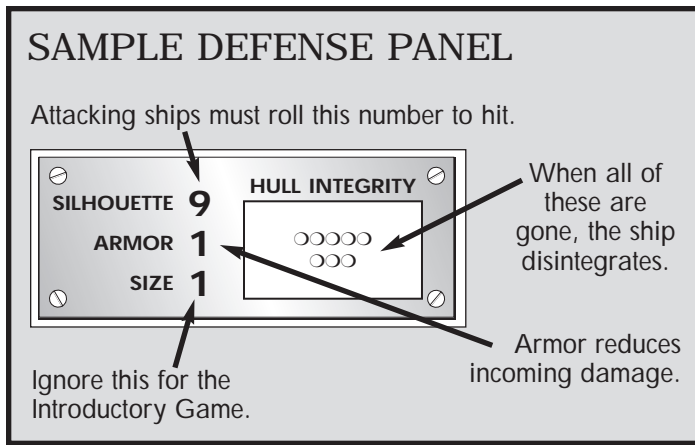 SAMPLE DEFENSE PANEL
Attacking ships must roll this number to hit.
SILHOUETTE 9
ARMOR 1
SIZE 1
HULL INTEGRITY
When all of
these are
gone, the ship
disintegrates.
Ignore this for the
Introductory Game.
Armor reduces
incoming damage.